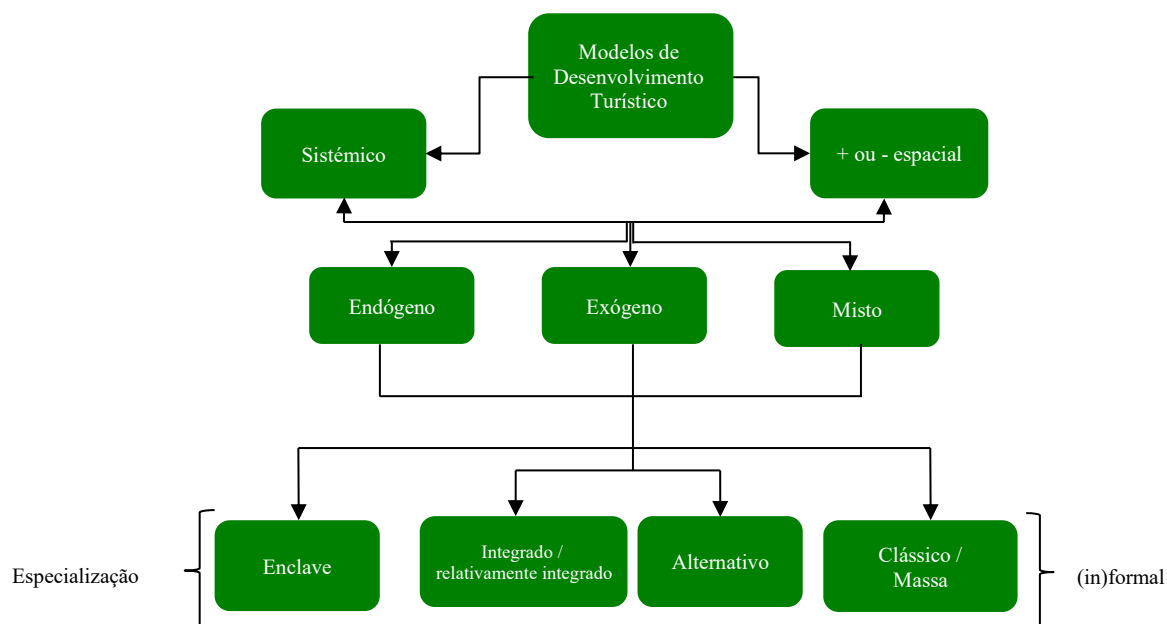 Modelos de
Desenvolvimento
Turístico
Sistémico
+ ou - espacial
Endógeno
Exógeno
Misto
Especialização
Enclave
Integrado /
relativamente integrado
Alternativo
Clássico /
Massa
(in)formal